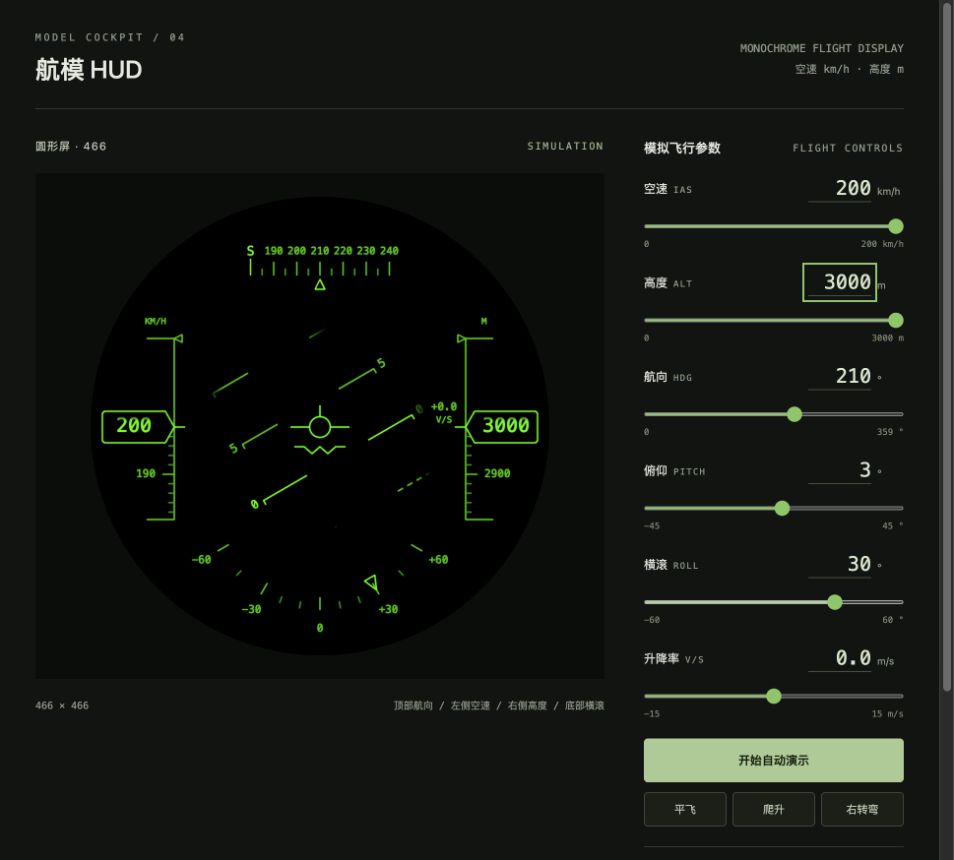 MODEL COCKPIT / 04
航模 HUD
MONOCHROME FLIGHT DISPLAY
空速 km/h · 高度 m
圆形屏 · 466
SIMULATION
S 190 200 210 220 230 240
KM/H
M
5
0
+0.0
V/S
200
3000
5
190
2900
0
−60
+60
−30
+30
0
466 × 466
顶部航向 / 左侧空速 / 右侧高度 / 底部横滚
模拟飞行参数
FLIGHT CONTROLS
空速 IAS
200 km/h
0
200 km/h
高度 ALT
3000 m
0
3000 m
航向 HDG
210 °
0
359 °
俯仰 PITCH
3 °
−45
45 °
横滚 ROLL
30 °
−60
60 °
升降率 V/S
0.0 m/s
−15
15 m/s
开始自动演示
平飞
爬升
右转弯